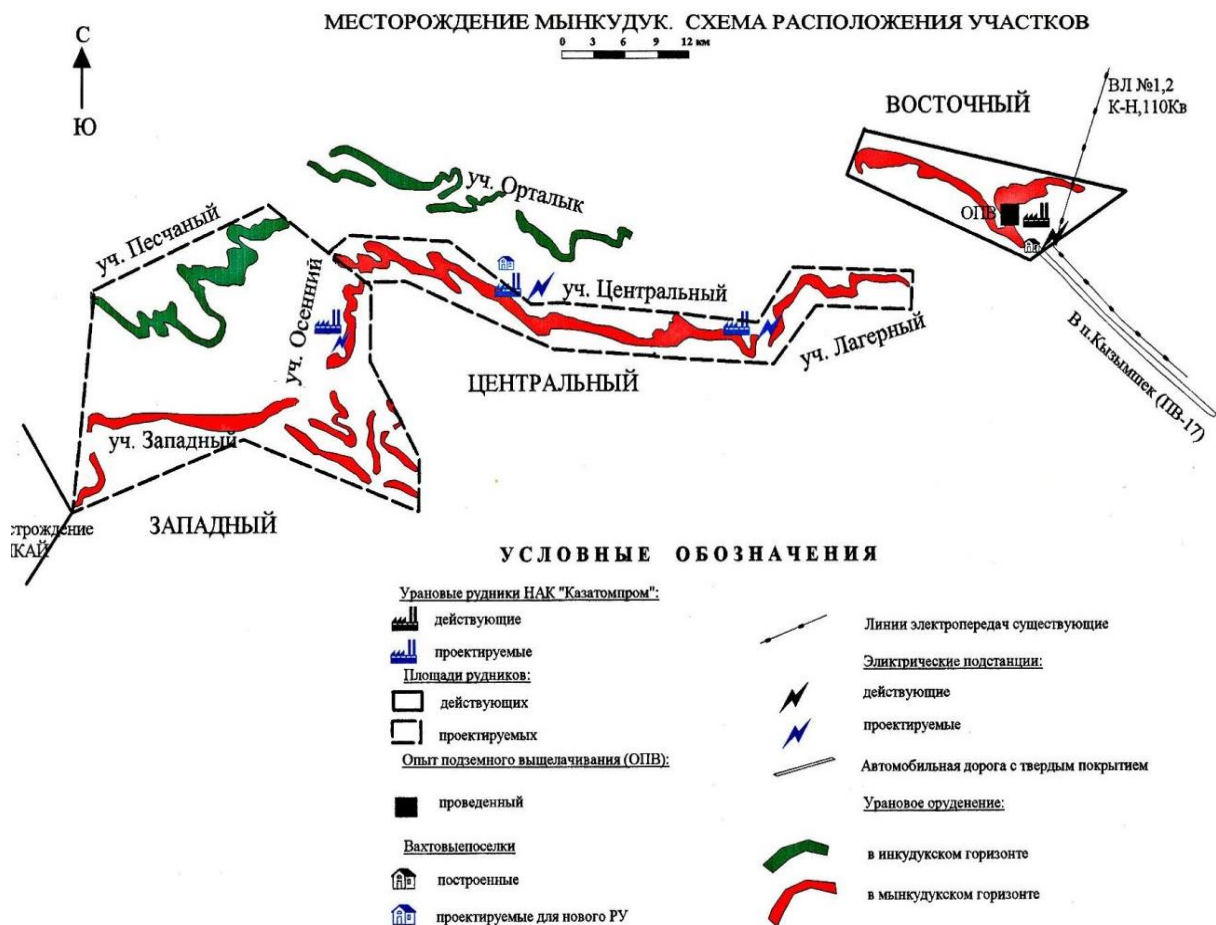 МЕСТОРОЖДЕНИЕ МЫНКУДУК. СХЕМА РАСПОЛОЖЕНИЯ УЧАСТКОВ
0 3 6 9 12 км
С
Ю
ВОСТОЧНЫЙ
ВЛ №1,2
К-Н,110Кв
ОПВ
В п.Кызымшек (ПВ-17)
уч. Орталык
уч. Песчаный
уч. Осенний
уч. Центральный
уч. Лагерный
ЦЕНТРАЛЬНЫЙ
уч. Западный
ЗАПАДНЫЙ
строждение
КАЙ
УСЛОВНЫЕ ОБОЗНАЧЕНИЯ
Урановые рудники НАК "Казатомпром":
действующие
проектируемые
Площади рудников:
действующих
проектируемых
Опыт подземного выщелачивания (ОПВ):
проведенный
Вахтовыепоселки
построенные
проектируемые для нового РУ
Линии электропередач существующие
Эликтрические подстанции:
действующие
проектируемые
Автомобильная дорога с твердым покрытием
Урановое оруденение:
в инкудукском горизонте
в мынкудукском горизонте